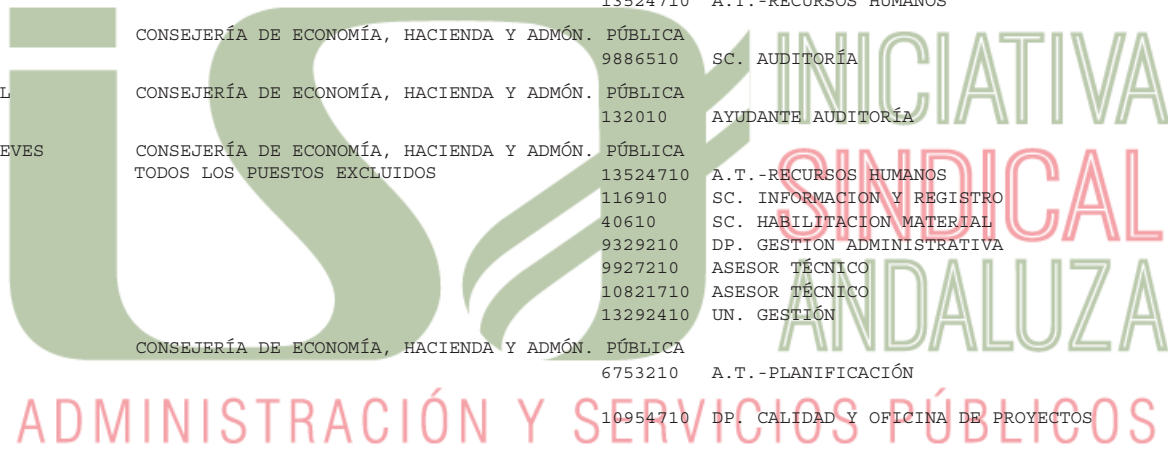 13524710 A.T.-RECURSOS HUMANOS
CONSEJERÍA DE ECONOMÍA, HACIENDA Y ADMÓN. PÚBLICA
9886510 SC. AUDITORÍA
L CONSEJERÍA DE ECONOMÍA, HACIENDA Y ADMÓN. PÚBLICA
132010 AYUDANTE AUDITORÍA
EVES CONSEJERÍA DE ECONOMÍA, HACIENDA Y ADMÓN. PÚBLICA
TODOS LOS PUESTOS EXCLUIDOS 13524710 A.T.-RECURSOS HUMANOS
116910 SC. INFORMACION Y REGISTRO
40610 SC. HABILITACION MATERIAL
9329210 DP. GESTION ADMINISTRATIVA
9927210 ASESOR TÉCNICO
10821710 ASESOR TÉCNICO
13292410 UN. GESTIÓN
CONSEJERÍA DE ECONOMÍA, HACIENDA Y ADMÓN. PÚBLICA
6753210 A.T.-PLANIFICACIÓN
10954710 DP. CALIDAD Y OFICINA DE PROYECTOS
isa
INICIATIVA
SINDICAL
ANDALUZA
ADMINISTRACIÓN Y SERVICIOS PÚBLICOS